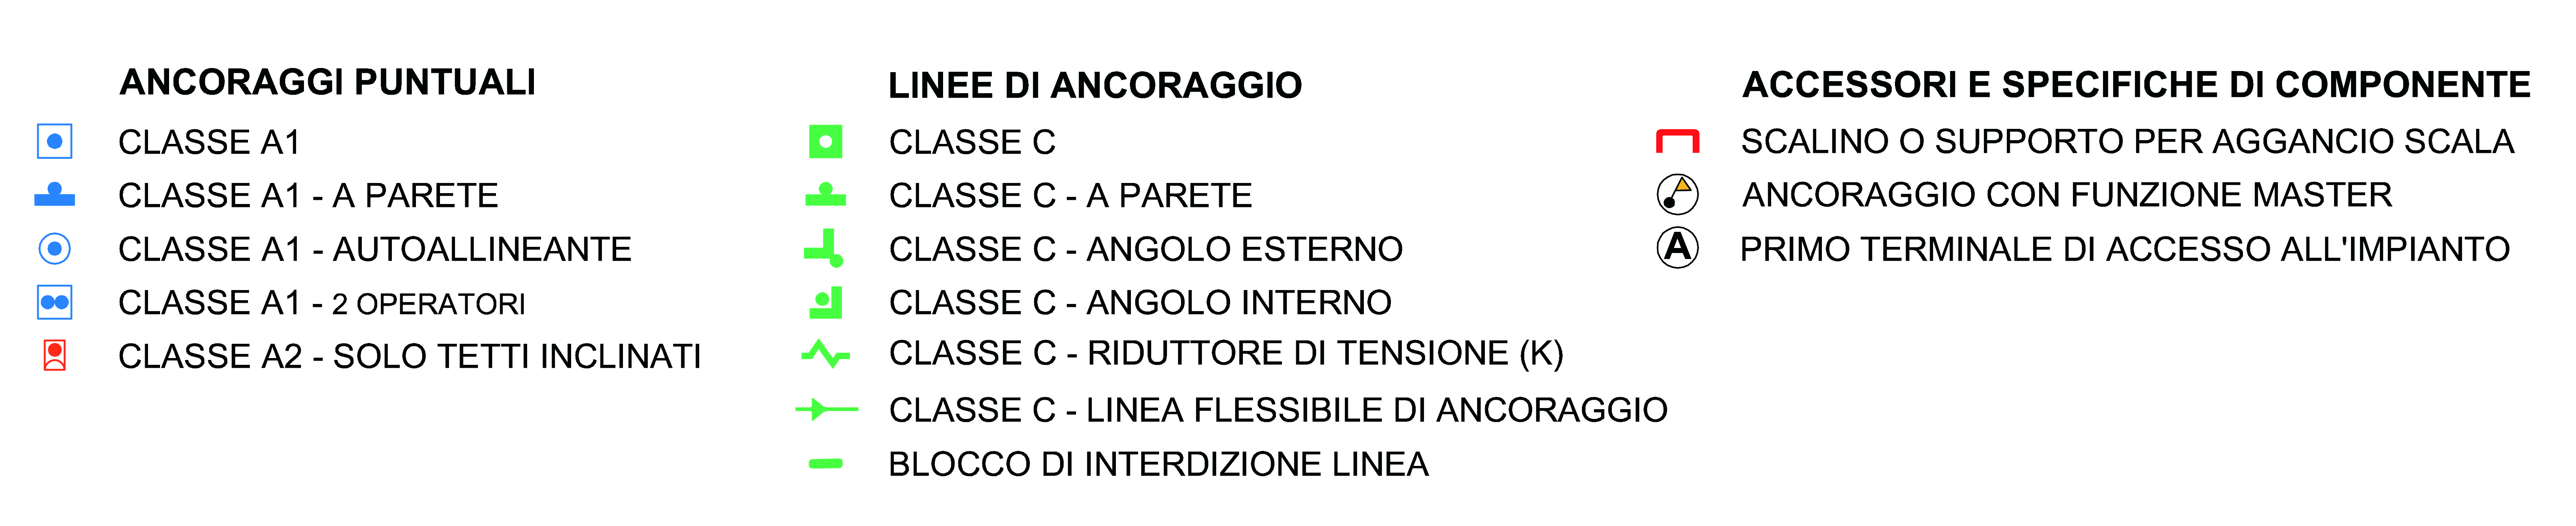 ANCORAGGI PUNTUALI
CLASSE A1
CLASSE A1 - A PARETE
CLASSE A1 - AUTOALLINEANTE
CLASSE A1 - 2 OPERATORI
CLASSE A2 - SOLO TETTI INCLINATI
LINEE DI ANCORAGGIO
CLASSE C
CLASSE C - A PARETE
CLASSE C - ANGOLO ESTERNO
CLASSE C - ANGOLO INTERNO
CLASSE C - RIDUTTORE DI TENSIONE (K)
CLASSE C - LINEA FLESSIBILE DI ANCORAGGIO
BLOCCO DI INTERDIZIONE LINEA
ACCESSORI E SPECIFICHE DI COMPONENTE
SCALINO O SUPPORTO PER AGGANCIO SCALA
ANCORAGGIO CON FUNZIONE MASTER
A PRIMO TERMINALE DI ACCESSO ALL'IMPIANTO